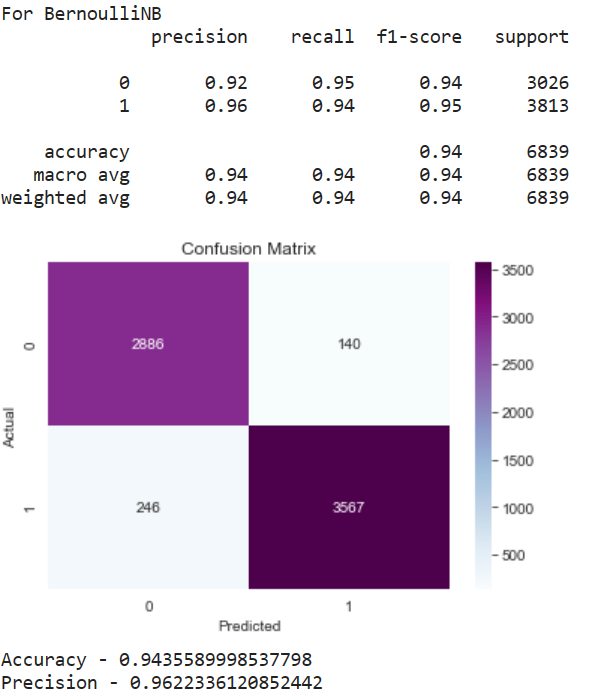 For BernoulliNB
precision recall f1-score support
0 0.92 0.95 0.94 3026
1 0.96 0.94 0.95 3813
accuracy 0.94 6839
macro avg 0.94 0.94 0.94 6839
weighted avg 0.94 0.94 0.94 6839
Confusion Matrix
3500
3000
2500
2000
1500
1000
500
0
2886 140
Actual
1
246 3567
0 1
Predicted
Accuracy - 0.9435589998537798
Precision - 0.9622336120852442